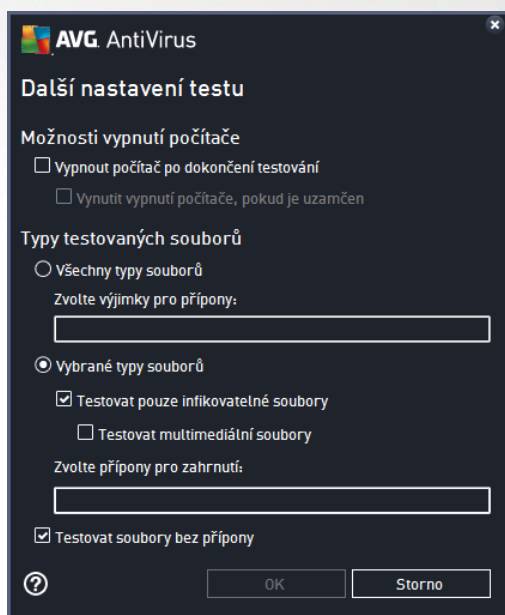 AVG. AntiVirus
Další nastavení testu
Možnosti vypnutí počítače
Vypnout počítač po dokončení testování
Vynutit vypnutí počítače, pokud je uzamčen
Typy testovaných souborů
Všechny typy souborů
Zvolte výjimky pro přípony:
Vybrané typy souborů
Testovat pouze infikovatelné soubory
Testovat multimediální soubory
Zvolte přípony pro zahrnutí:
Testovat soubory bez přípony
? OK Storno